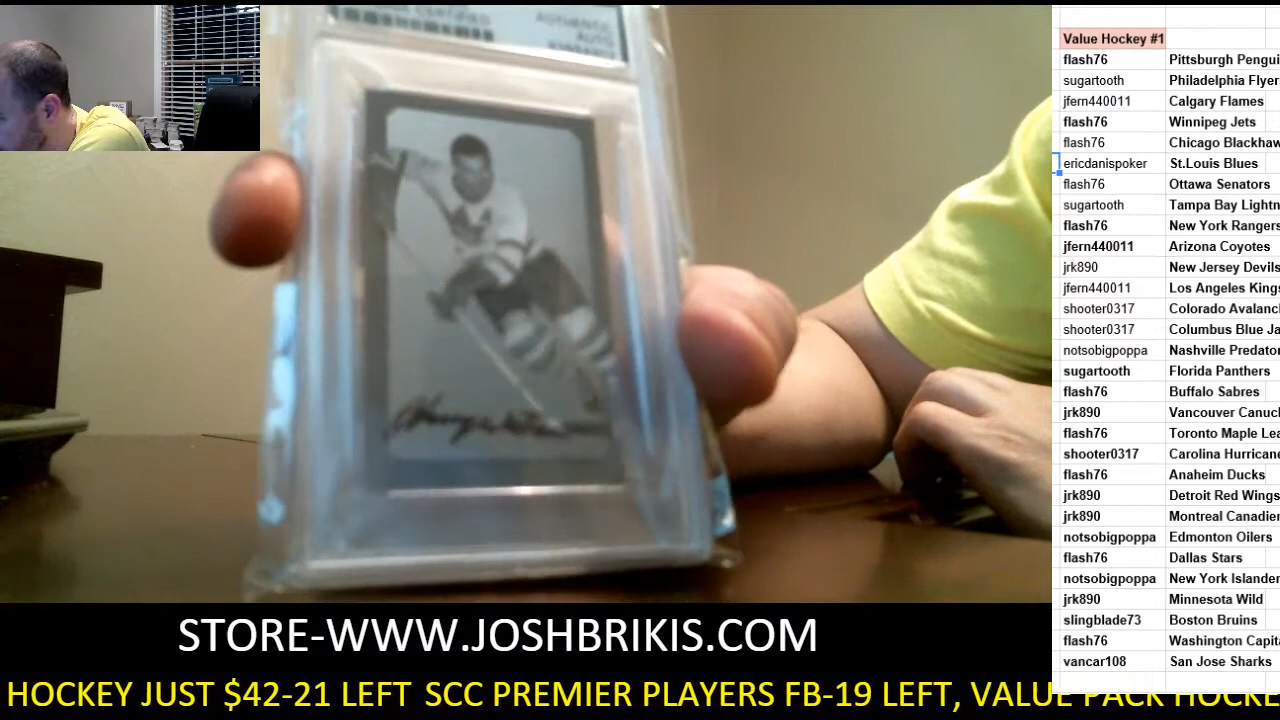 AUTHENTIC
AUTO
Value Hockey #1
flash76 Pittsburgh Pengui
sugartooth Philadelphia Flyer
jfern440011 Calgary Flames
flash76 Winnipeg Jets
flash76 Chicago Blackhaw
ericdanispoker St.Louis Blues
flash76 Ottawa Senators
sugartooth Tampa Bay Lightn
flash76 New York Rangers
jfern440011 Arizona Coyotes
jrk890 New Jersey Devils
jfern440011 Los Angeles Kings
shooter0317 Colorado Avalanc
shooter0317 Columbus Blue Ja
notsobigpoppa Nashville Predator
sugartooth Florida Panthers
flash76 Buffalo Sabres
jrk890 Vancouver Canuc
flash76 Toronto Maple Lea
shooter0317 Carolina Hurricane
flash76 Anaheim Ducks
jrk890 Detroit Red Wings
jrk890 Montreal Canadien
notsobigpoppa Edmonton Oilers
flash76 Dallas Stars
notsobigpoppa New York Islander
jrk890 Minnesota Wild
slingblade73 Boston Bruins
flash76 Washington Capita
vancar108 San Jose Sharks
STORE-WWW.JOSHBRIKIS.COM
HOCKEY JUST $42-21 LEFT SCC PREMIER PLAYERS FB-19 LEFT, VALUE PACK HOCKE